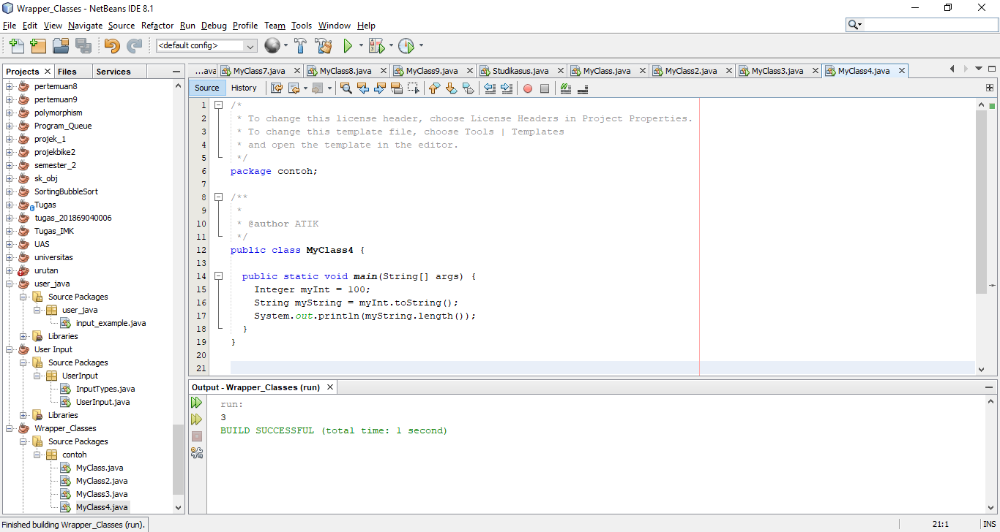 Wrapper_Classes - NetBeans IDE 8.1
File Edit View Navigate Source Refactor Run Debug Profile Team Tools Window Help
<default config>
Projects Files Services
pertemuan8
pertemuan9
polymorphism
Program_Queue
projek_1
projekbike2
semester_2
sk_obj
SortingBubbleSort
Tugas
tugas_201869040006
Tugas_IMK
UAS
universitas
urutan
user_java
Source Packages
user_java
input_example.java
Libraries
User Input
Source Packages
UserInput
InputTypes.java
UserInput.java
Libraries
Wrapper_Classes
Source Packages
contoh
MyClass.java
MyClass2.java
MyClass3.java
MyClass4.java
...ava MyClass7.java MyClass8.java MyClass9.java Studikasus.java MyClass.java MyClass2.java MyClass3.java MyClass4.java
Source History
1 /*
2 * To change this license header, choose License Headers in Project Properties.
3 * To change this template file, choose Tools | Templates
4 * and open the template in the editor.
5 */
6 package contoh;
7
8 /**
9 *
10 * @author ATIK
11 */
12 public class MyClass4 {
13
14 public static void main(String[] args) {
15 Integer myInt = 100;
16 String myString = myInt.toString();
17 System.out.println(myString.length());
18 }
19 }
20
21
Output - Wrapper_Classes (run)
run:
3
BUILD SUCCESSFUL (total time: 1 second)
Finished building Wrapper_Classes (run).
21:1 INS